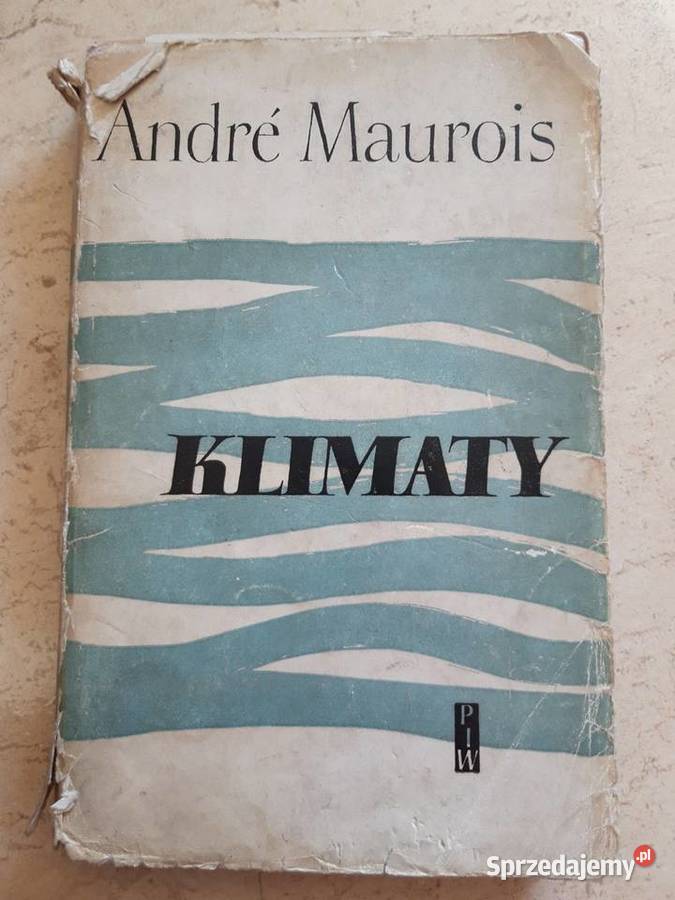 André Maurois
KLIMATY
P
I
W
Sprzedajemy.pl